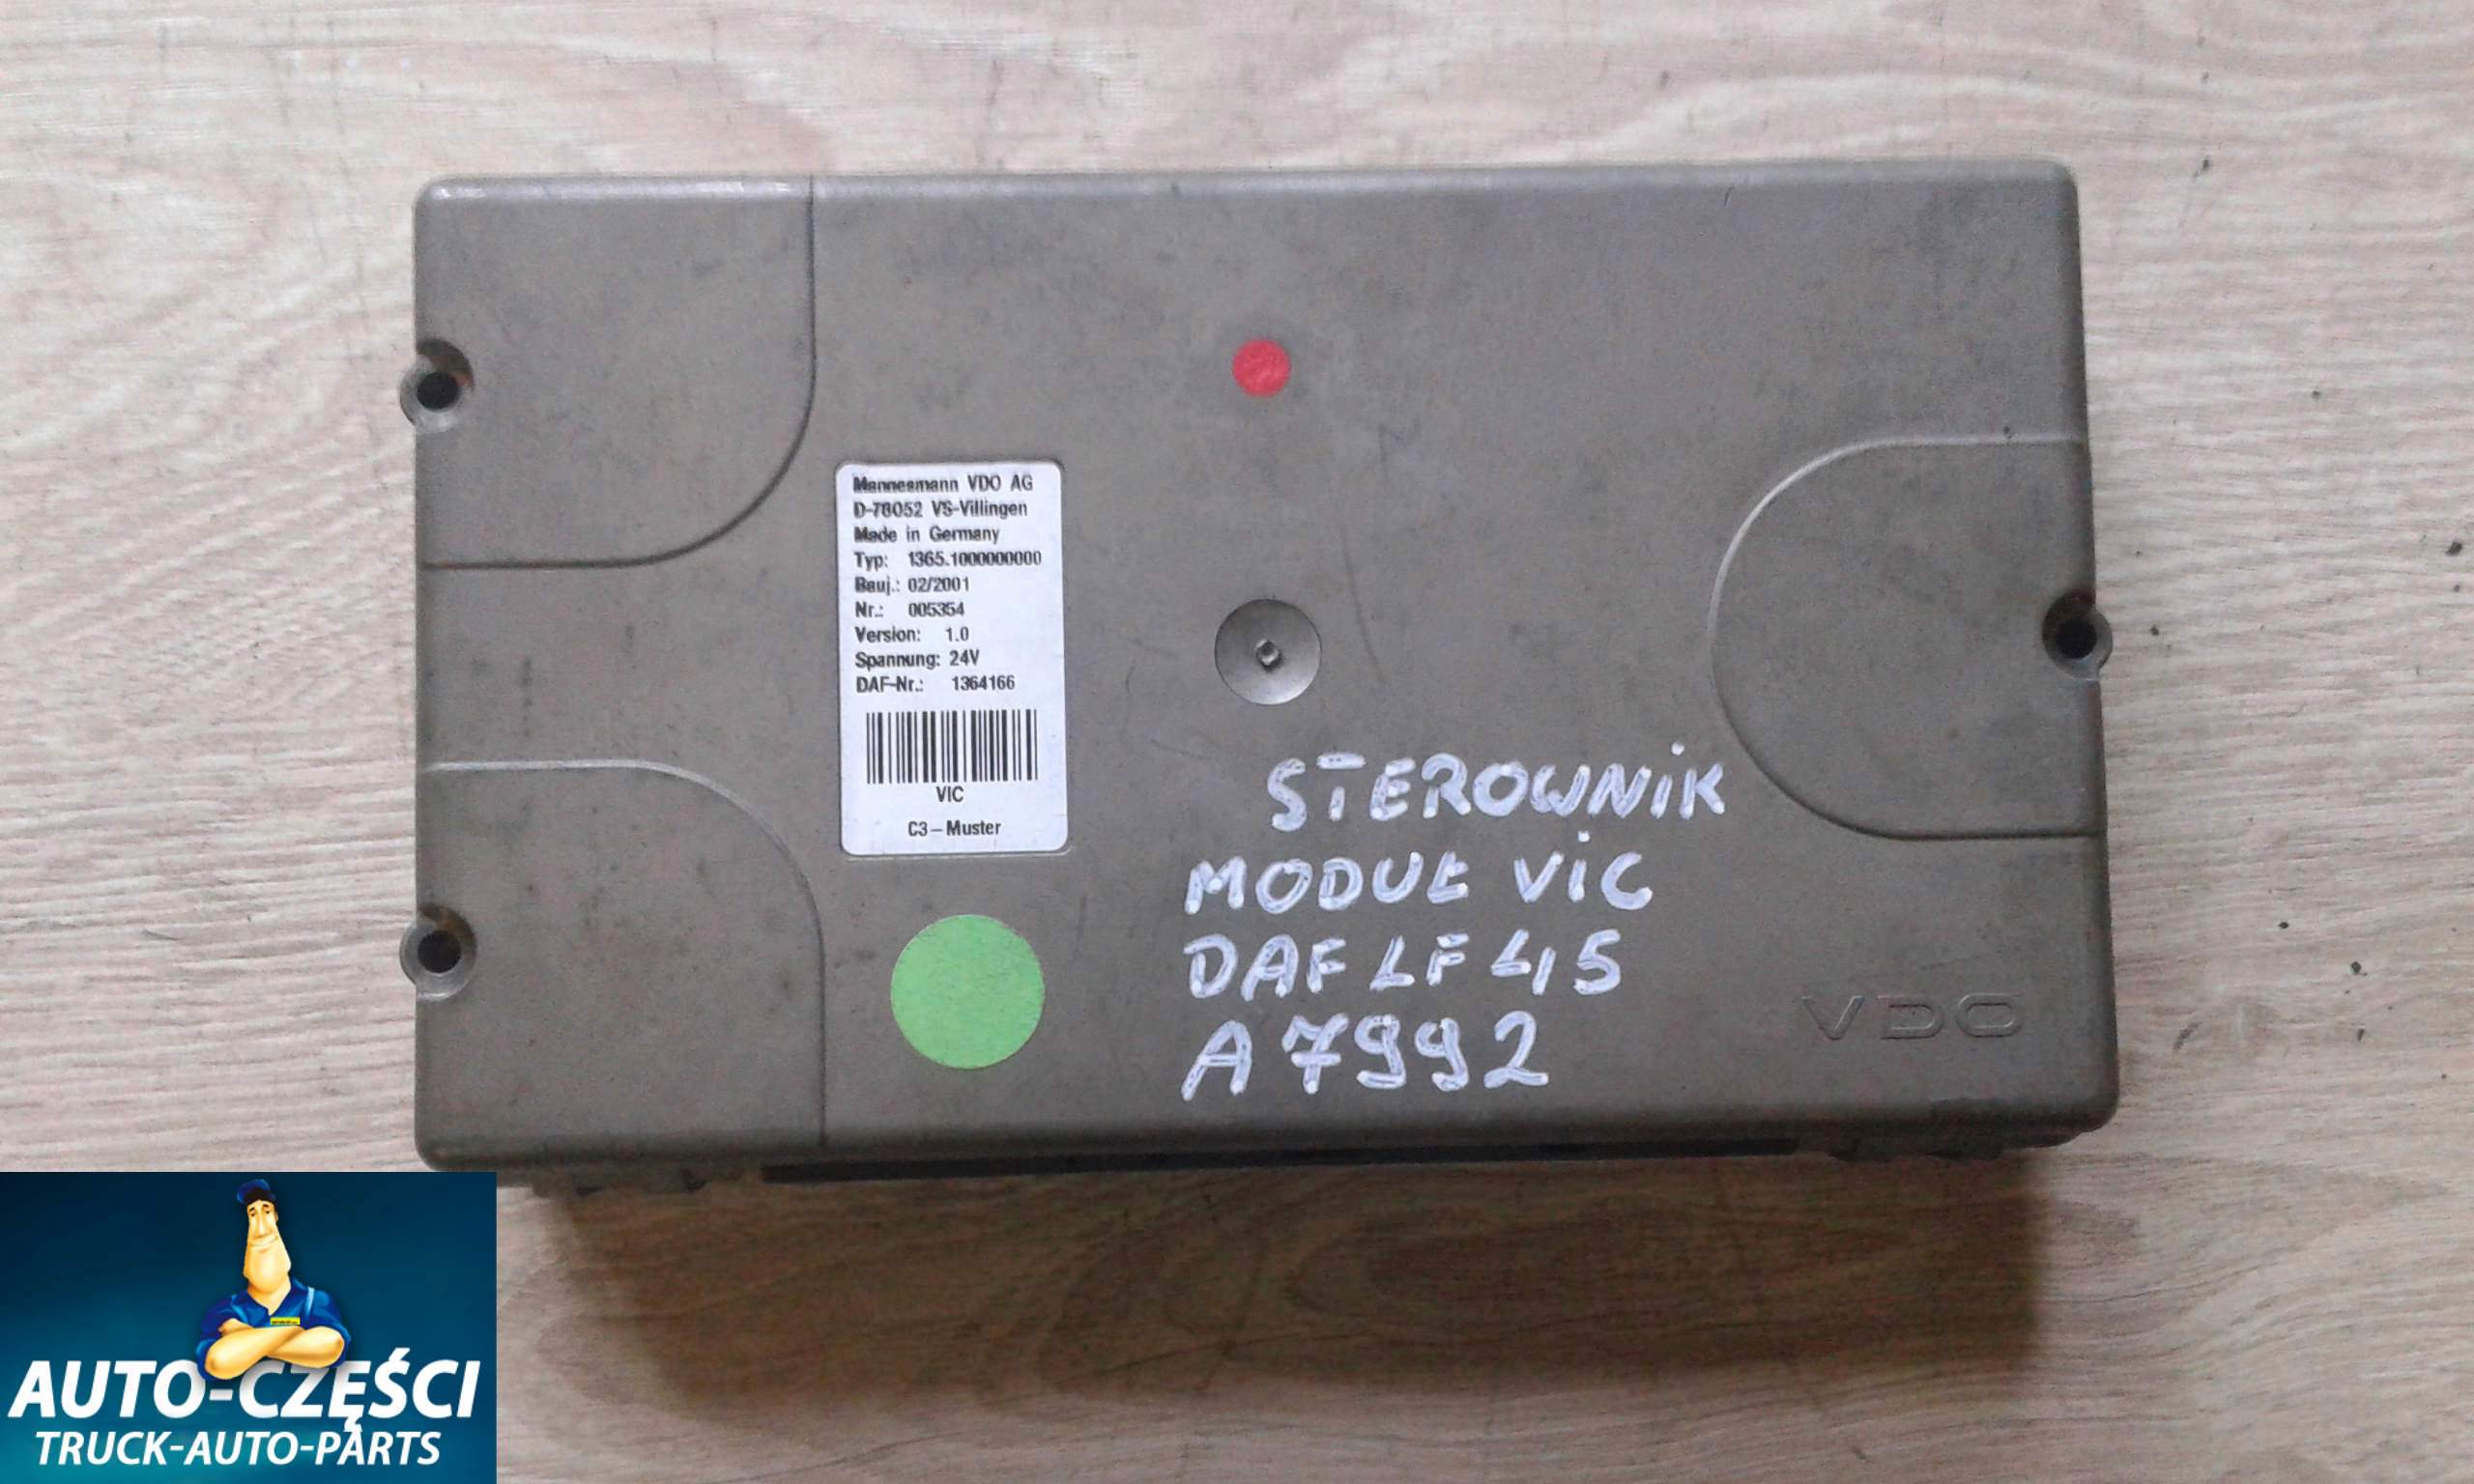 Mannesmann VDO AG
D-78052 VS-Villingen
Made in Germany
Typ: 1365.1000000000
Bauj.: 02/2001
Nr.: 005354
Version: 1.0
Spannung: 24V
DAF-Nr.: 1364166
VIC
C3-Muster
STEROWNIK
MODUŁ VIC
DAF LF 45
A7992
VDO
AUTO-CZĘŚCI
TRUCK-AUTO-PARTS